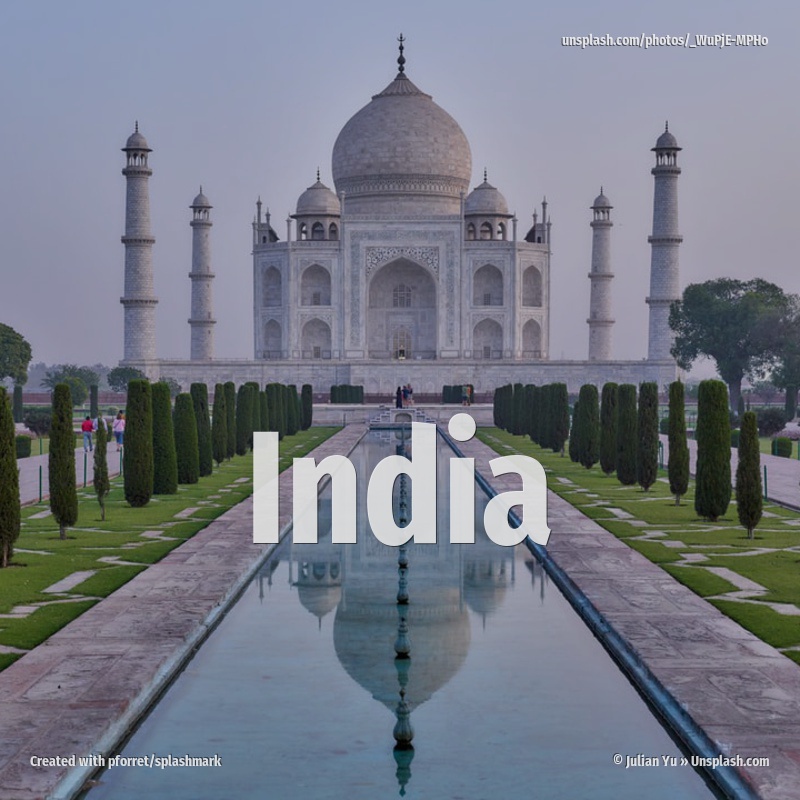 unsplash.com/photos/_WuPjE-MPHo
India
Created with pforret/splashmark
© Julian Yu » Unsplash.com